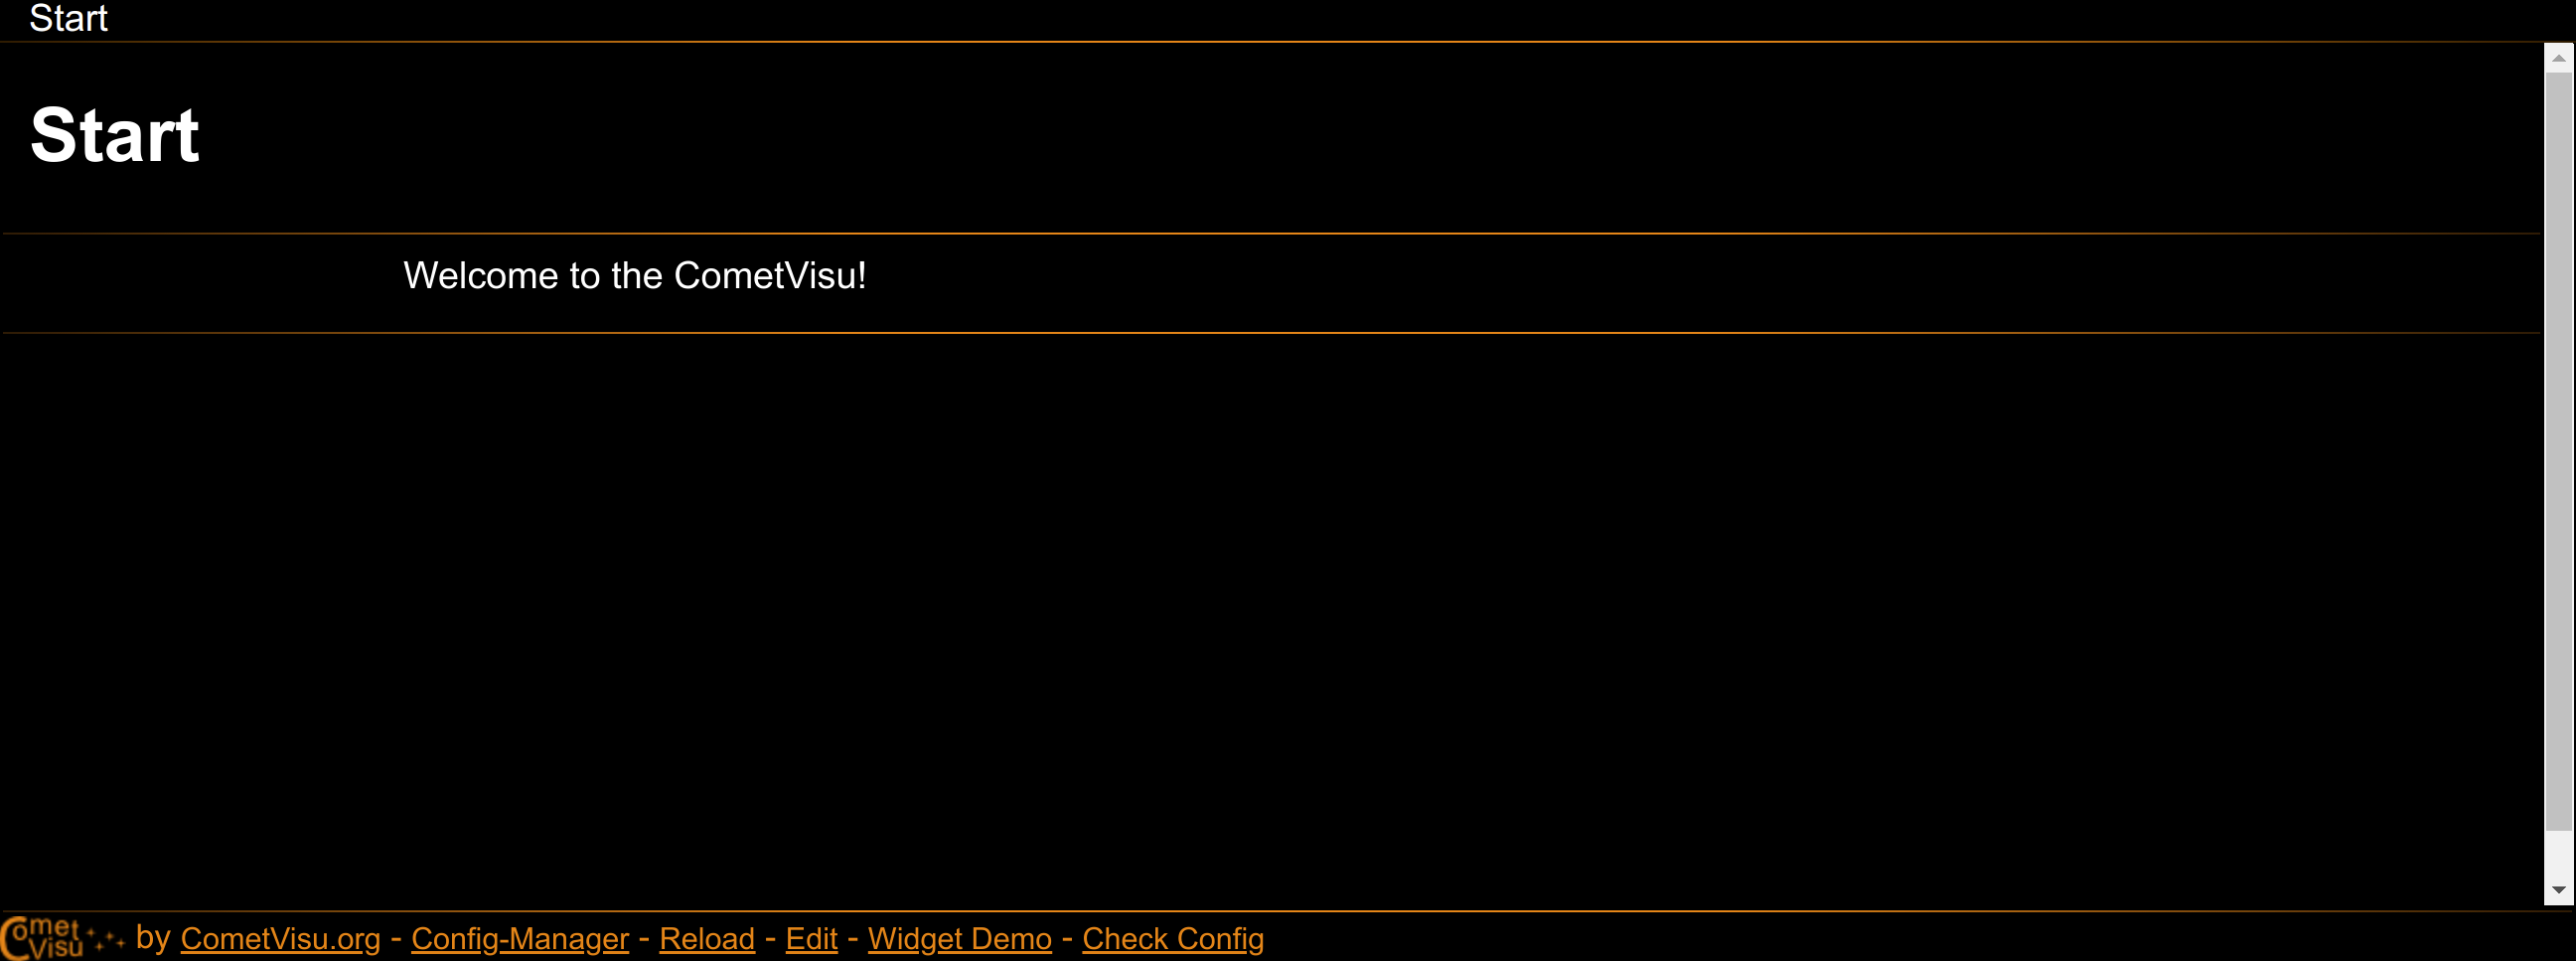 Start
Start
Welcome to the CometVisu!
Comet Visu by CometVisu.org - Config-Manager - Reload - Edit - Widget Demo - Check Config